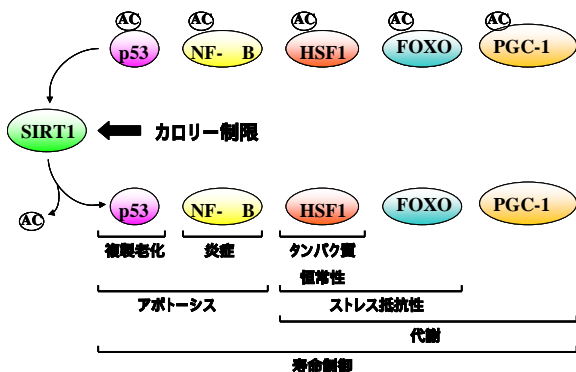 AC AC AC AC AC
p53 NF- B HSF1 FOXO PGC-1
SIRT1 カロリー制限
AC
p53 NF- B HSF1 FOXO PGC-1
複製老化 炎症 タンパク質
恒常性
アポトーシス ストレス抵抗性
代謝
寿命制御